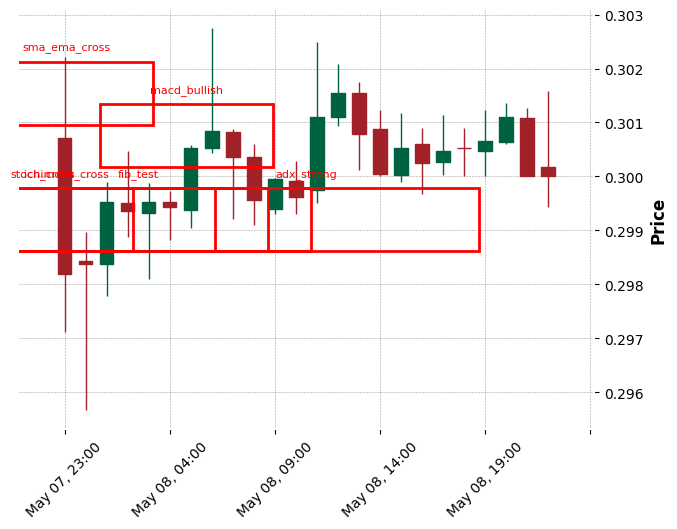 0.303
sma_ema_cross
0.302
macd_bullish
0.301
fib_test
adx_strong
0.300
0.299
0.298
0.297
0.296
Price
May 07, 23:00
May 08, 04:00
May 08, 09:00
May 08, 14:00
May 08, 19:00